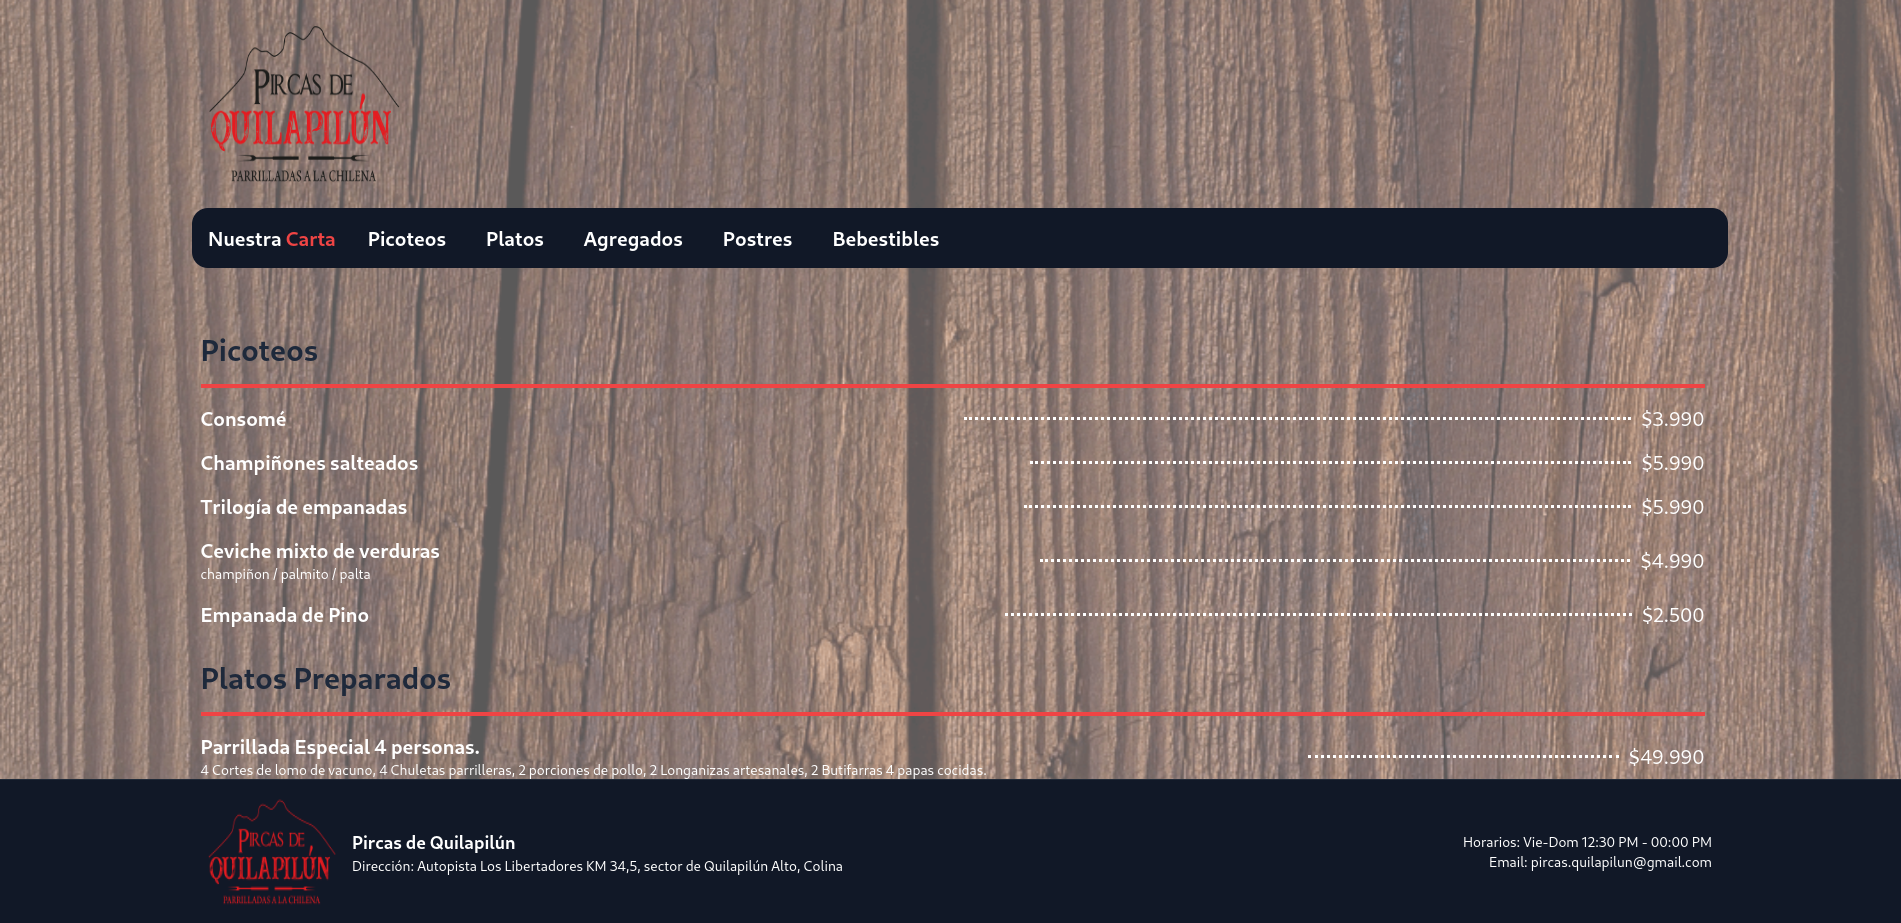 PIRCAS DE
QUILAPILÚN
PARRILLADAS A LA CHILENA
Nuestra Carta Picoteos Platos Agregados Postres Bebestibles
Picoteos
Consomé $3.990
Champiñones salteados $5.990
Trilogía de empanadas $5.990
Ceviche mixto de verduras $4.990
champiñon / palmito / palta
Empanada de Pino $2.500
Platos Preparados
Parrillada Especial 4 personas. $49.990
4 Cortes de lomo de vacuno, 4 Chuletas parrilleras, 2 porciones de pollo, 2 Longanizas artesanales, 2 Butifarras 4 papas cocidas.
PIRCAS DE
QUILAPILÚN
PARRILLADAS A LA CHILENA
Pircas de Quilapilún
Dirección: Autopista Los Libertadores KM 34,5, sector de Quilapilún Alto, Colina
Horarios: Vie-Dom 12:30 PM - 00:00 PM
Email: pircas.quilapilun@gmail.com